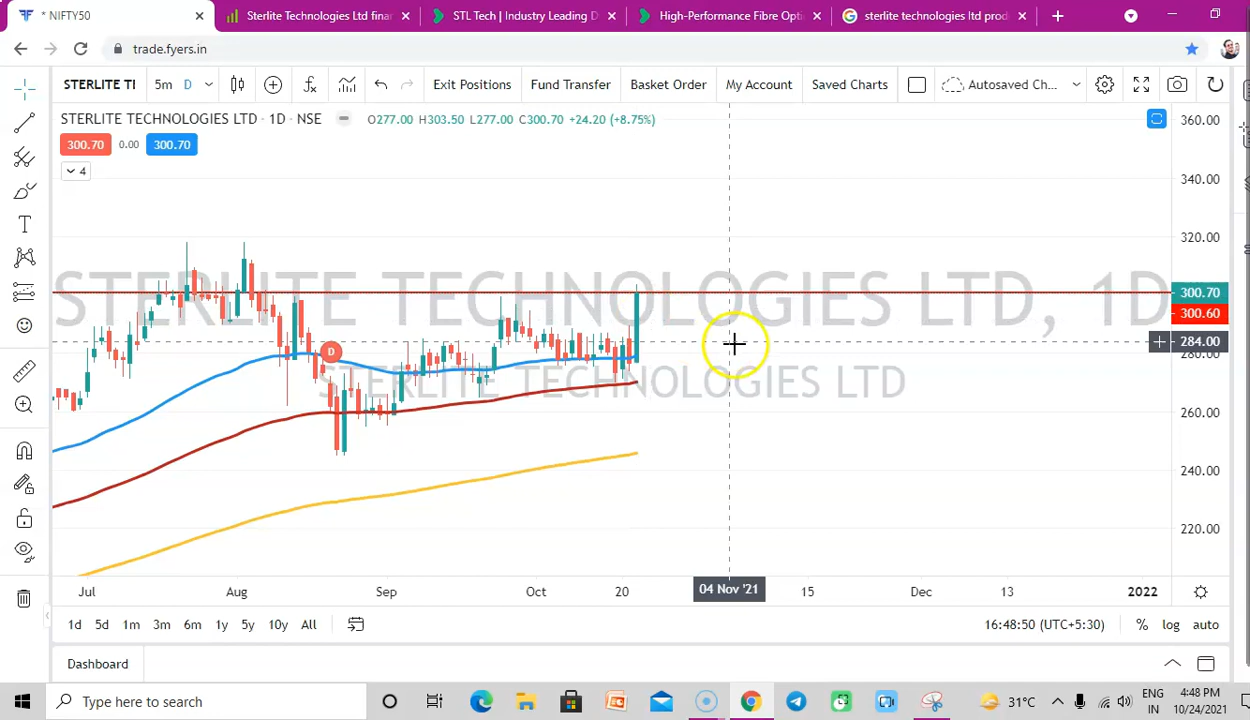 * NIFTY50
Sterlite Technologies Ltd finar
STL Tech | Industry Leading D
High-Performance Fibre Opti
sterlite technologies ltd prod
trade.fyers.in
STERLITE TI
5m
D
Exit Positions
Fund Transfer
Basket Order
My Account
Saved Charts
Autosaved Ch...
STERLITE TECHNOLOGIES LTD · 1D · NSE
O277.00 H303.50 L277.00 C300.70 +24.20 (+8.75%)
300.70
0.00
300.70
4
360.00
340.00
320.00
STERLITE TECHNOLOGIES LTD, 1D
300.70
300.60
284.00
280.00
D
STERLITE TECHNOLOGIES LTD
260.00
240.00
220.00
Jul
Aug
Sep
Oct
20
04 Nov '21
15
Dec
13
2022
1d 5d 1m 3m 6m 1y 5y 10y All
16:48:50 (UTC+5:30)
% log auto
Dashboard
Type here to search
31°C
ENG
IN
4:48 PM
10/24/2021